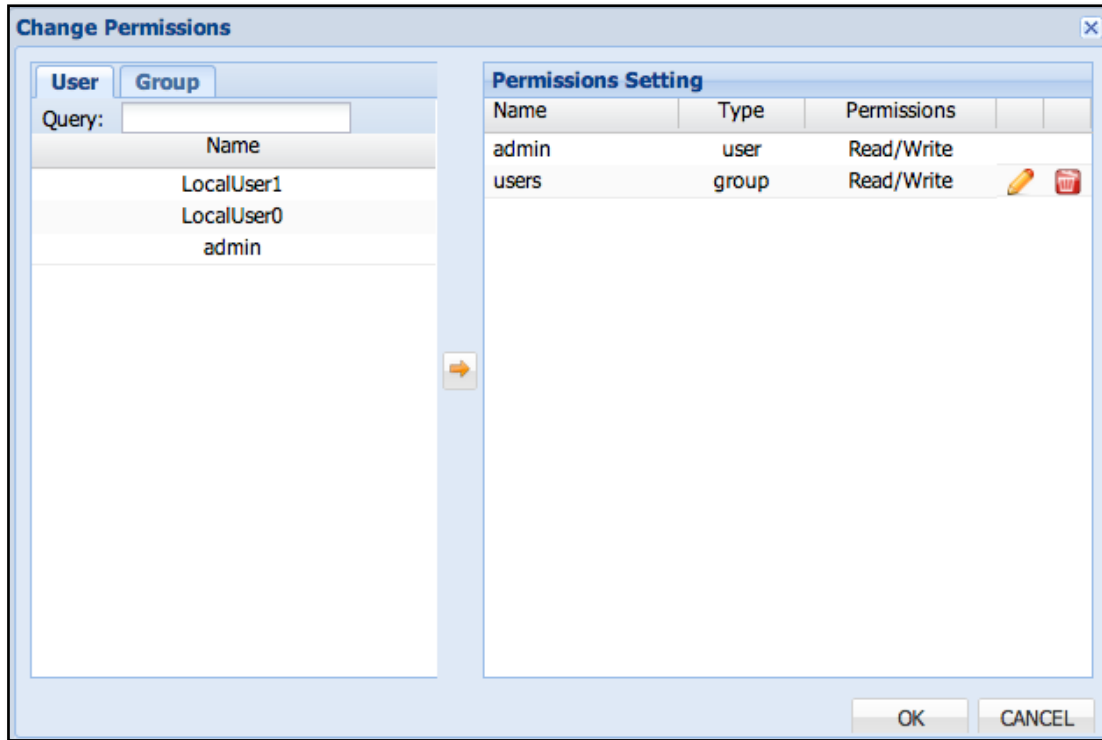 Change Permissions
User Group
Query:
Name
LocalUser1
LocalUser0
admin
Permissions Setting
Name Type Permissions
admin user Read/Write
users group Read/Write
OK CANCEL